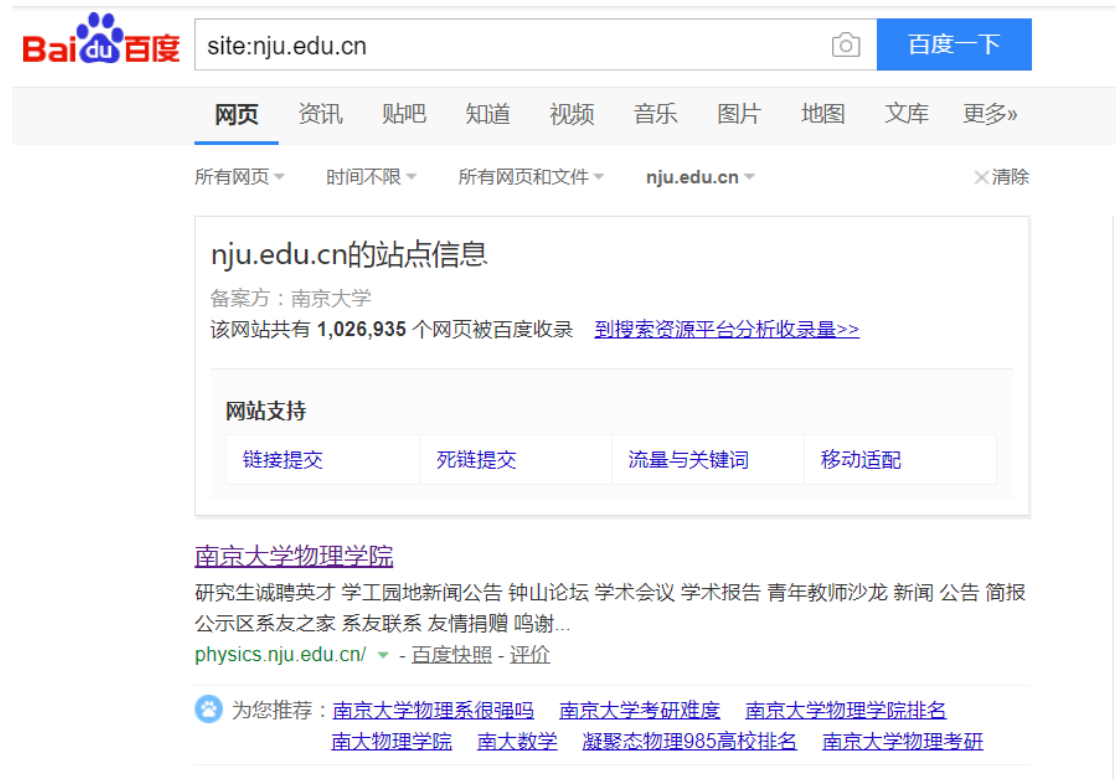 Bai du 百度 site:nju.edu.cn 百度一下
网页 资讯 贴吧 知道 视频 音乐 图片 地图 文库 更多»
所有网页 时间不限 所有网页和文件 nju.edu.cn ×清除
nju.edu.cn的站点信息
备案方：南京大学
该网站共有 1,026,935 个网页被百度收录 到搜索资源平台分析收录量>>
网站支持
链接提交 死链提交 流量与关键词 移动适配
南京大学物理学院
研究生诚聘英才 学工园地新闻公告 钟山论坛 学术会议 学术报告 青年教师沙龙 新闻 公告 简报
公示区系友之家 系友联系 友情捐赠 鸣谢...
physics.nju.edu.cn/ - 百度快照 - 评价
为您推荐：南京大学物理系很强吗 南京大学考研难度 南京大学物理学院排名
南大物理学院 南大数学 凝聚态物理985高校排名 南京大学物理考研